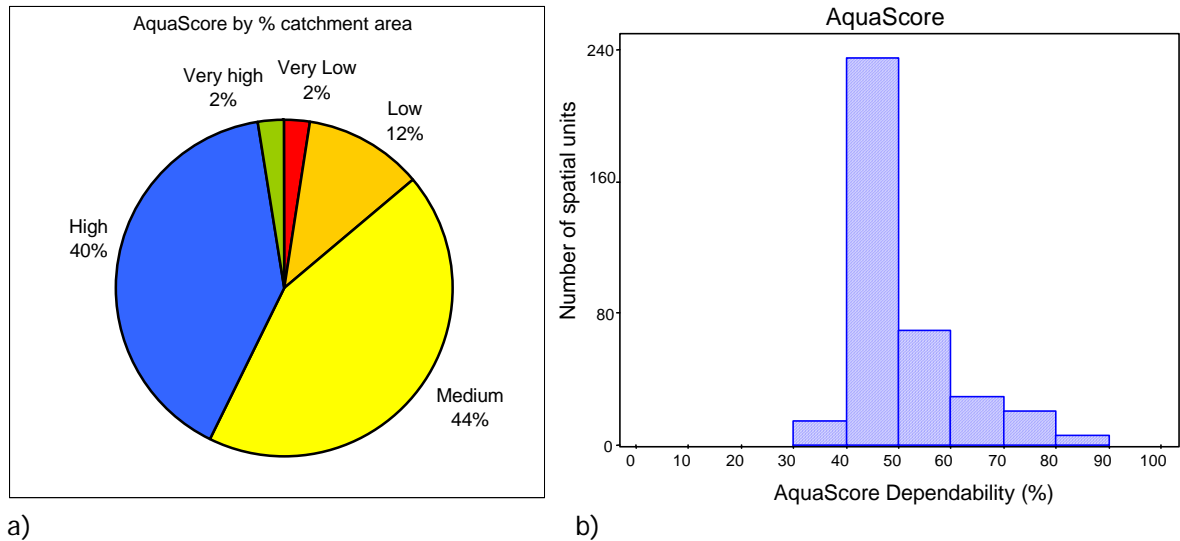 AquaScore by % catchment area
Very high
2%
Very Low
2%
Low
12%
High
40%
Medium
44%
a)
AquaScore
Number of spatial units
240
160
80
0
0 10 20 30 40 50 60 70 80 90 100
AquaScore Dependability (%)
b)